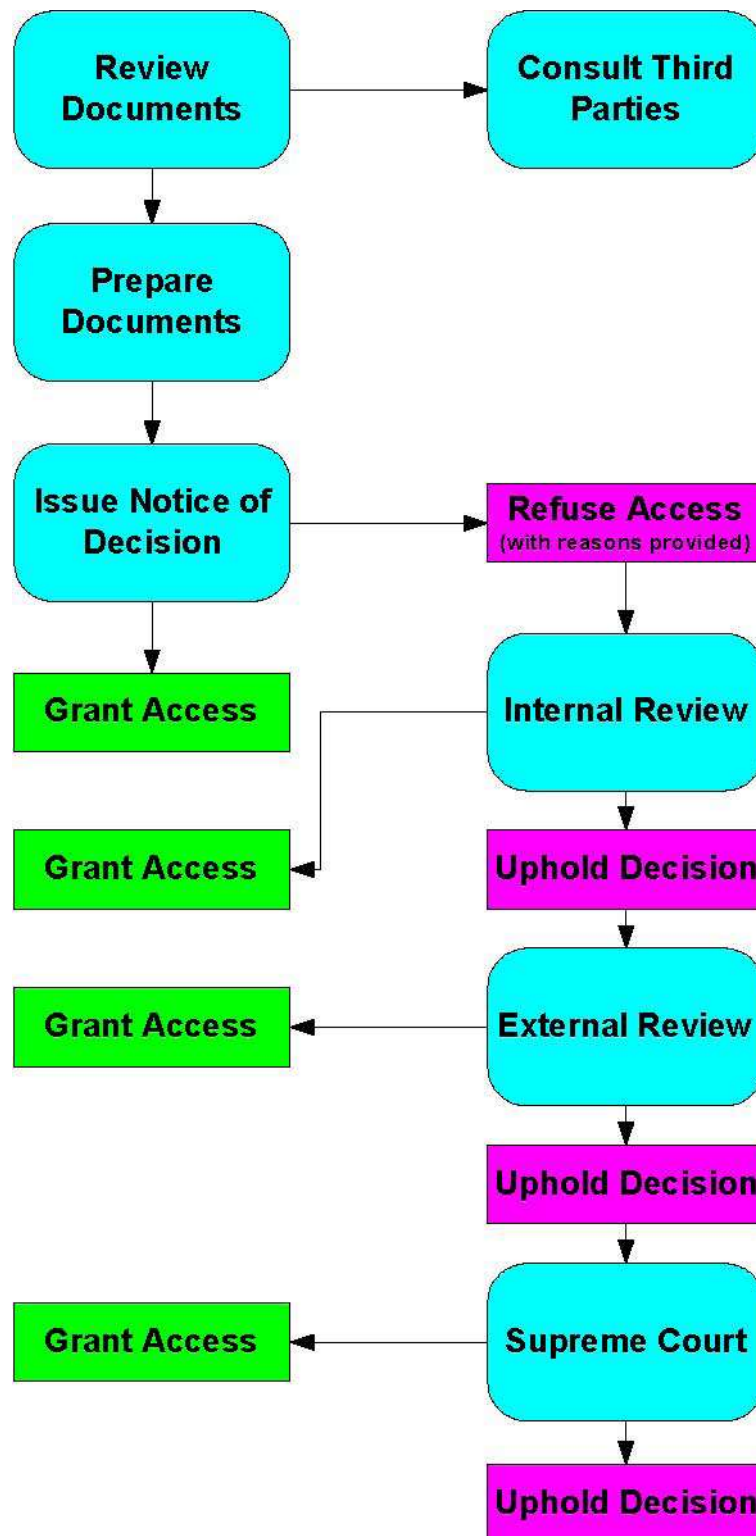 Review
Documents
Consult Third
Parties
Prepare
Documents
Issue Notice of
Decision
Refuse Access
(with reasons provided)
Grant Access
Internal Review
Grant Access
Uphold Decision
Grant Access
External Review
Uphold Decision
Grant Access
Supreme Court
Uphold Decision